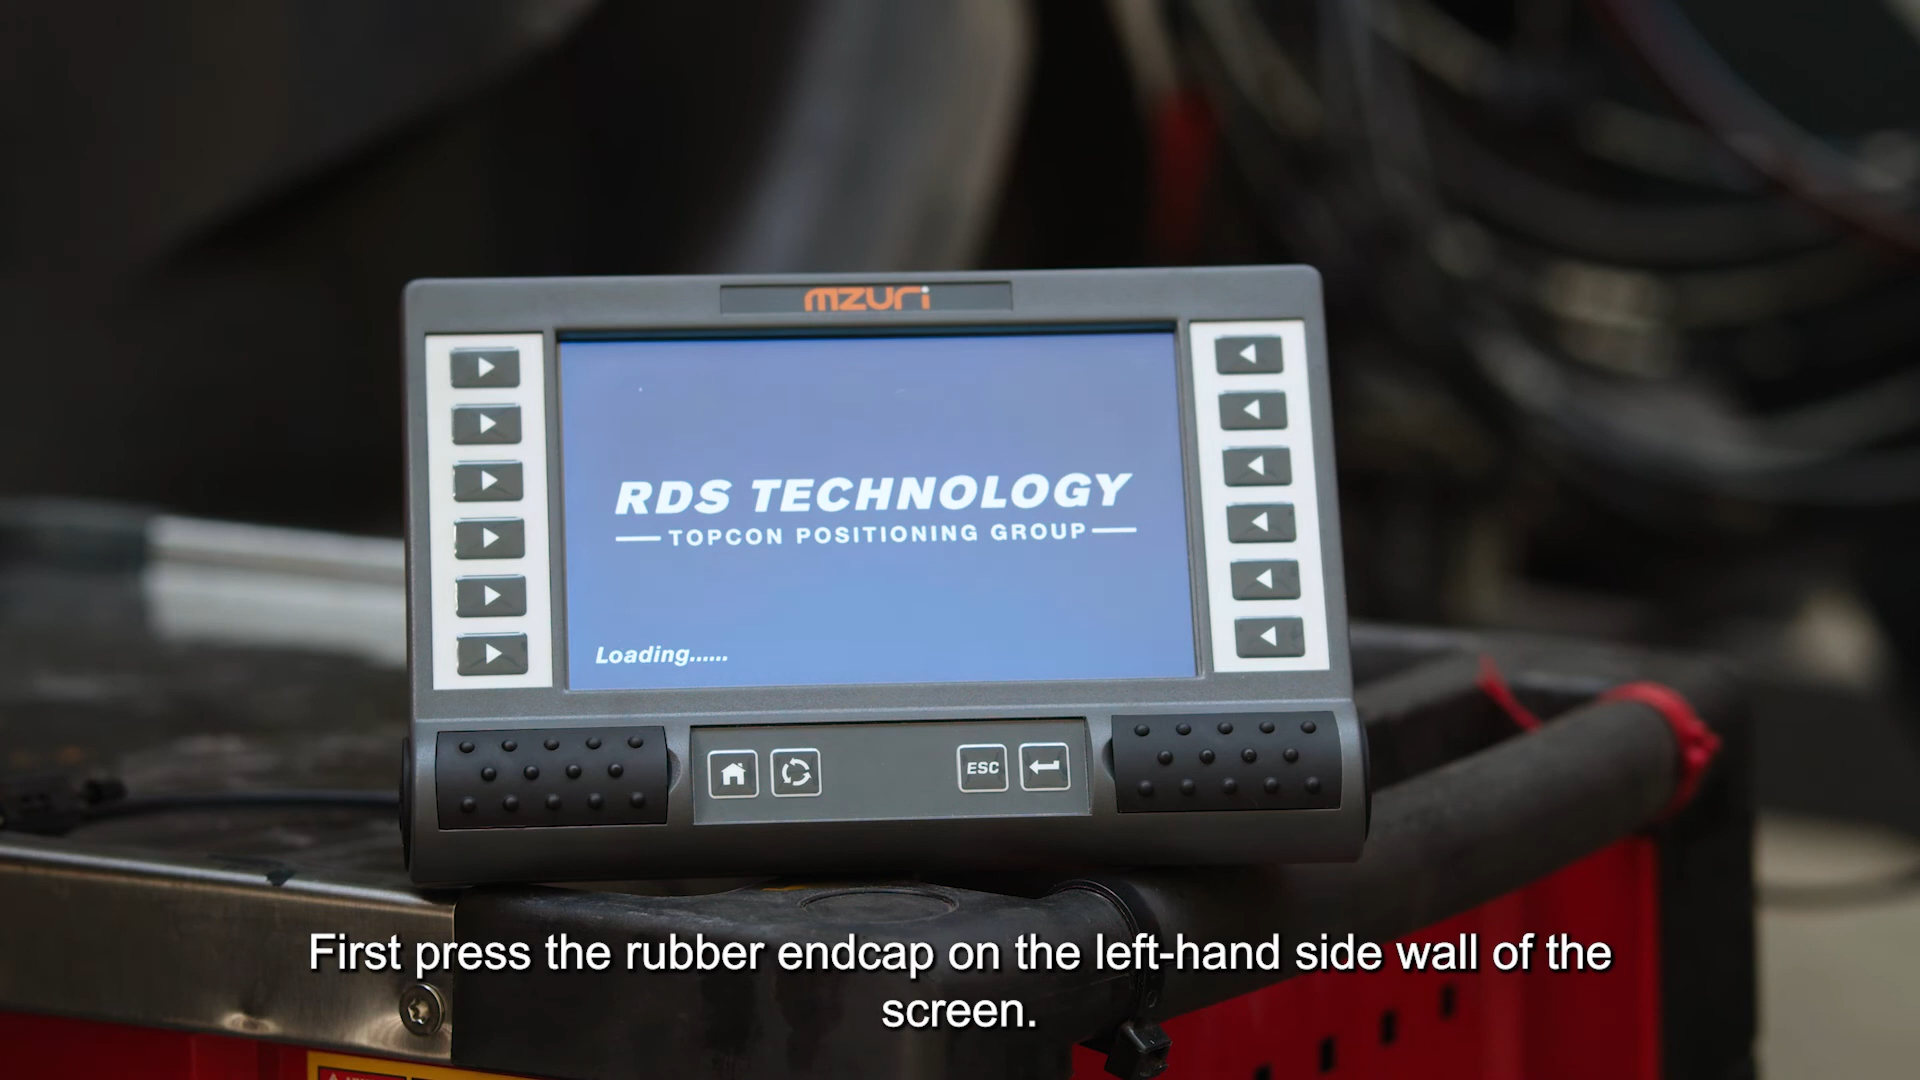 mzuri
RDS TECHNOLOGY
TOPCON POSITIONING GROUP
Loading......
ESC
First press the rubber endcap on the left-hand side wall of the
screen.